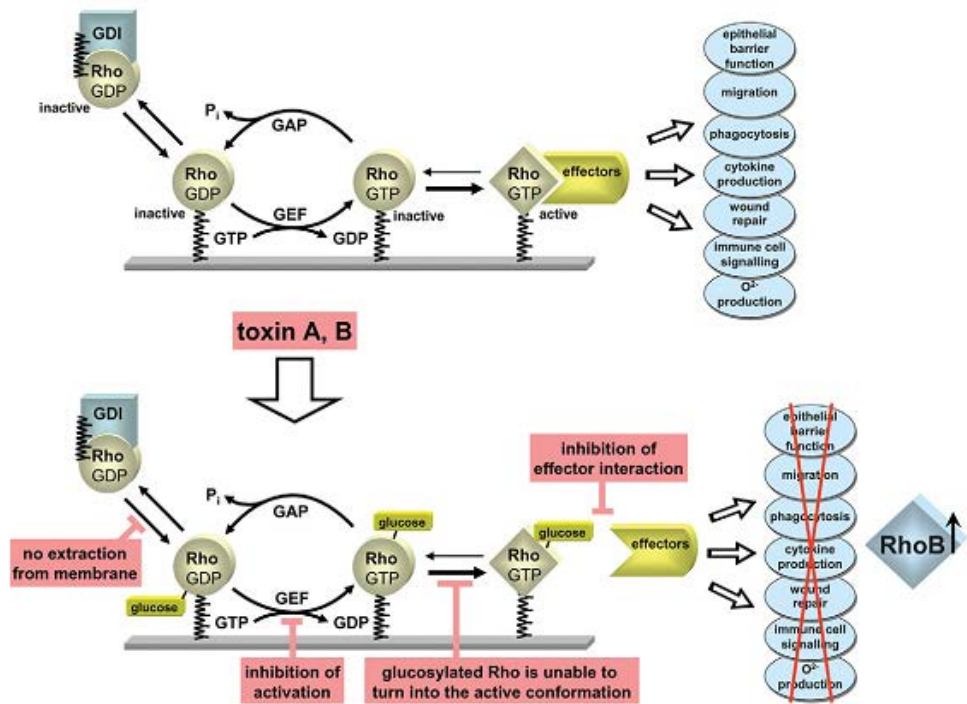 GDI
Rho
GDP
inactive
Pi
GAP
Rho
GDP
inactive
GEF
GTP
GDP
Rho
GTP
inactive
Rho
GTP
active
effectors
epithelial
barrier
function
migration
phagocytosis
cytokine
production
wound
repair
immune cell
signalling
O2-
production
toxin A, B
GDI
Rho
GDP
no extraction
from membrane
Pi
GAP
Rho
GDP
glucose
GEF
GTP
GDP
inhibition of
activation
glucose
Rho
GTP
glucosylated Rho is unable to
turn into the active conformation
glucose
Rho
GTP
inhibition of
effector interaction
effectors
epithelial
barrier
function
migration
phagocytosis
cytokine
production
wound
repair
immune cell
signalling
O2-
production
RhoB